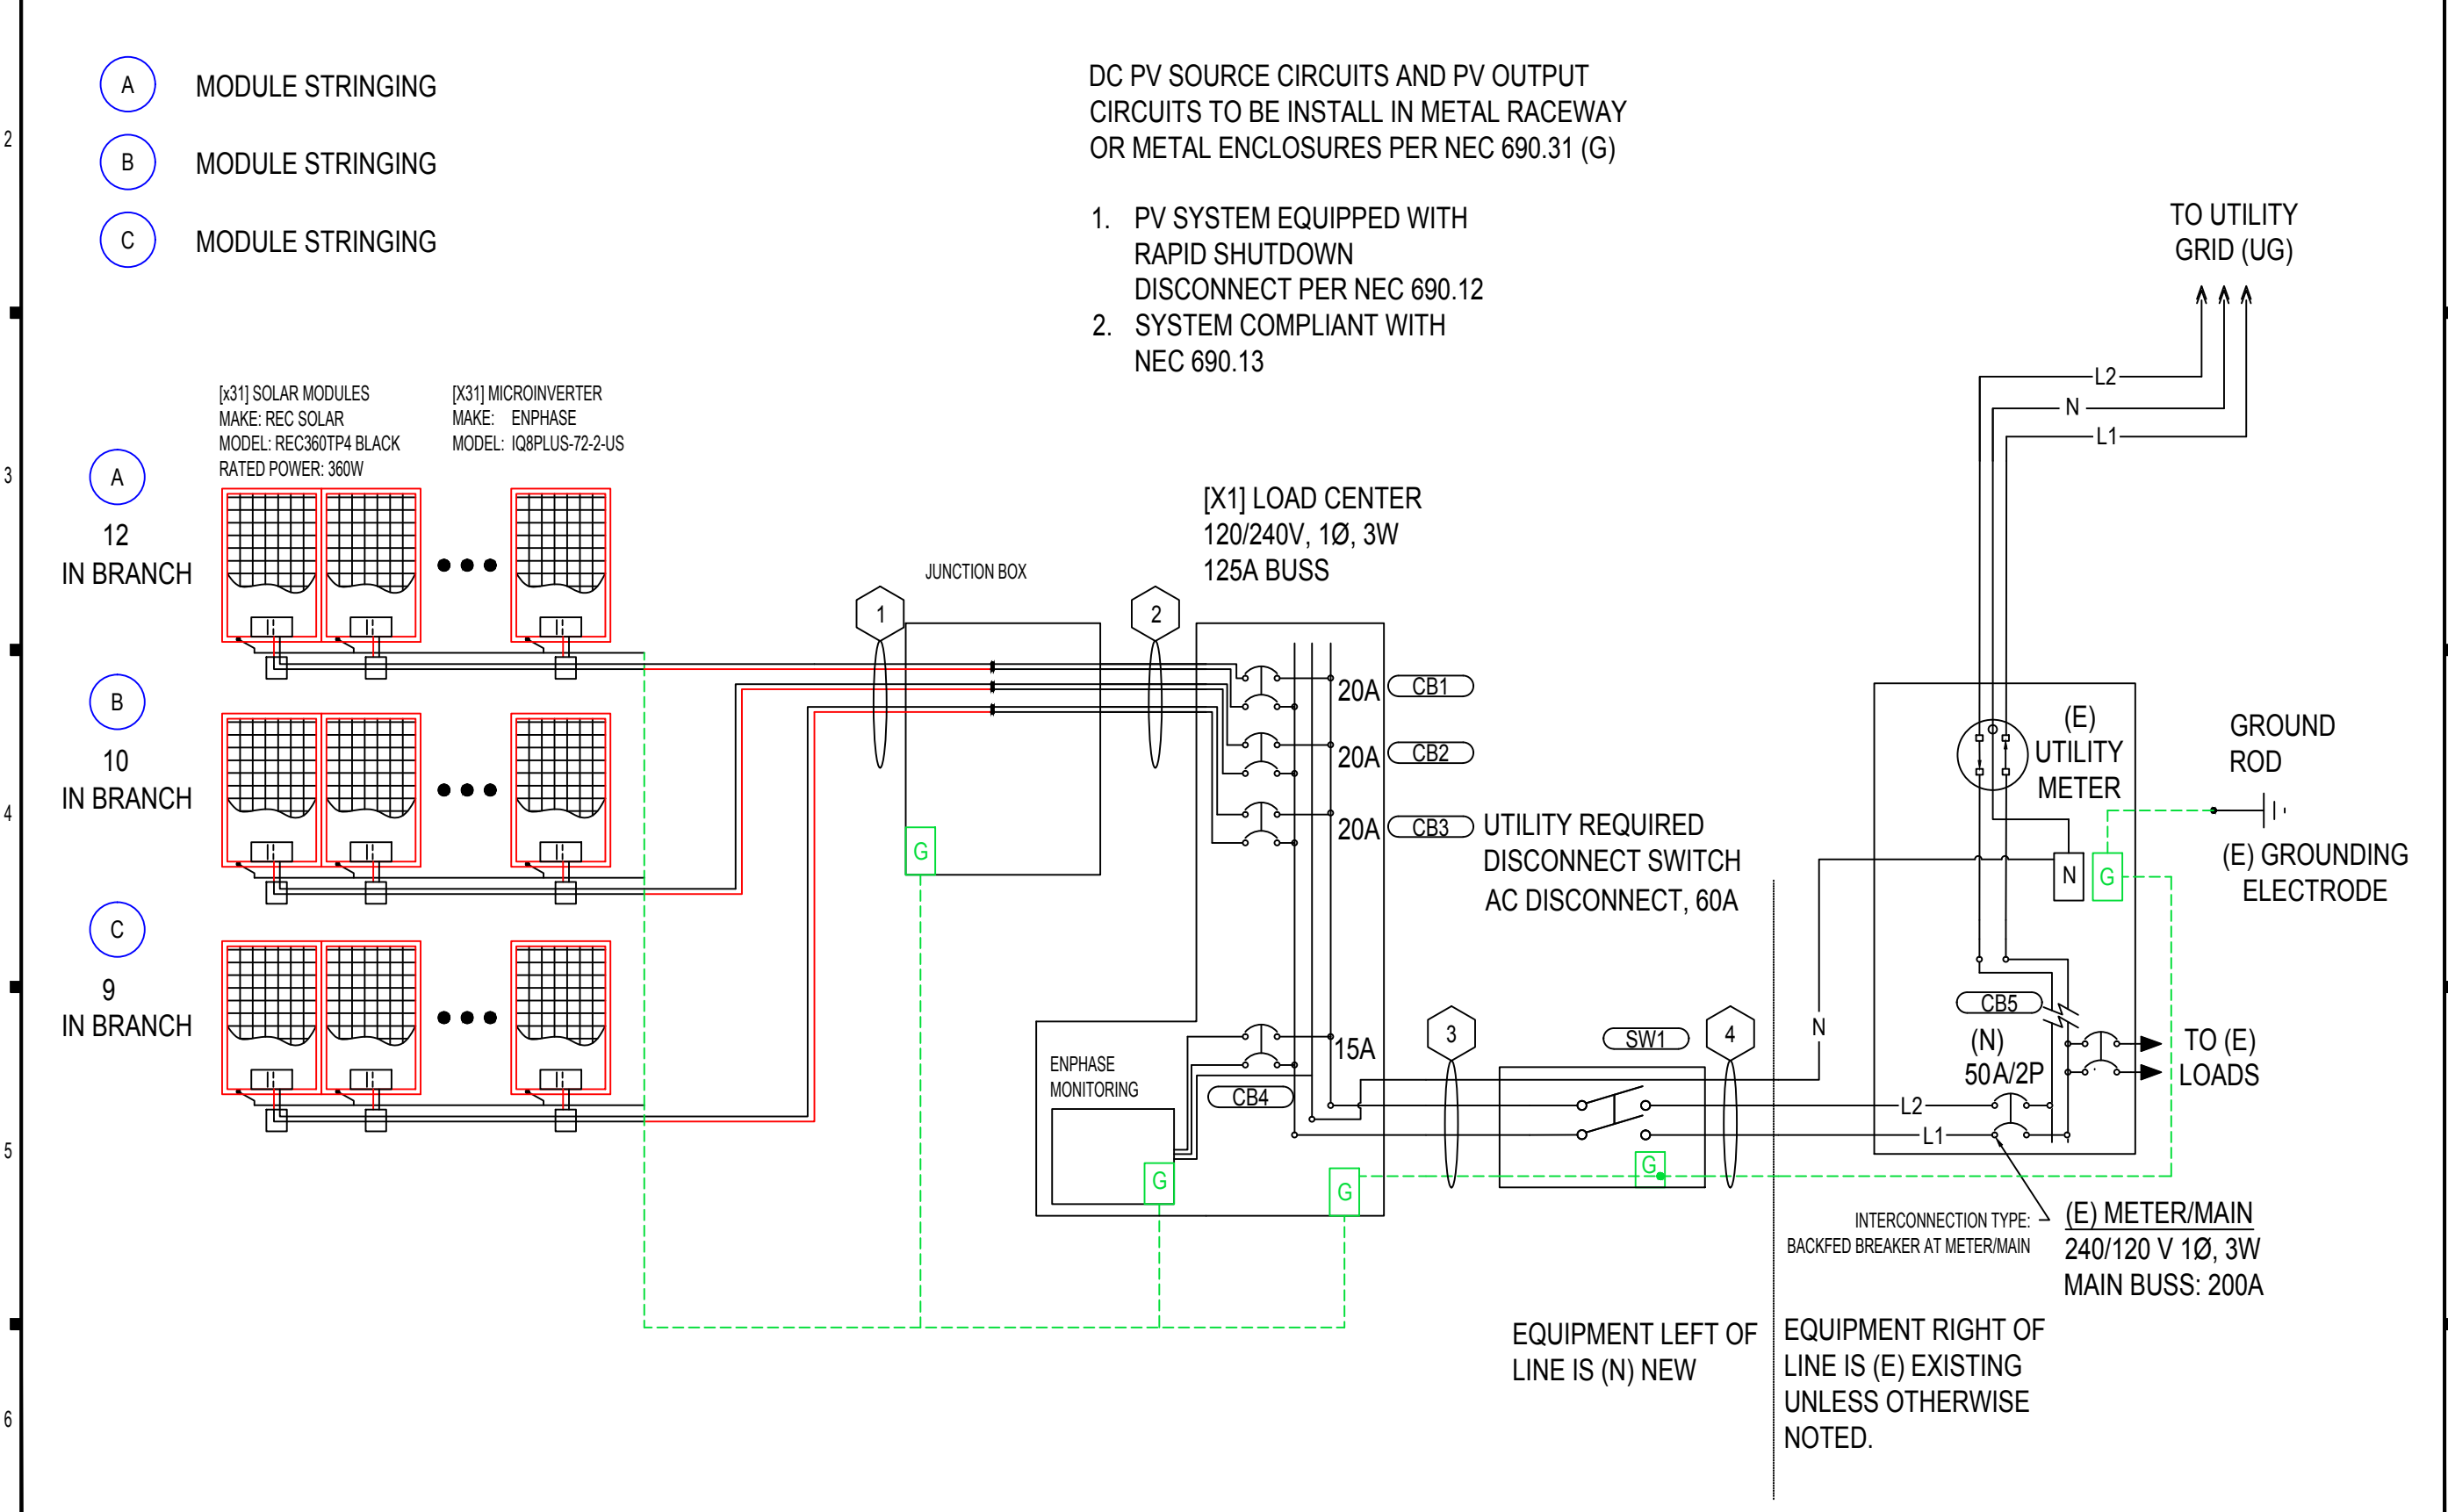 A MODULE STRINGING
B MODULE STRINGING
C MODULE STRINGING
DC PV SOURCE CIRCUITS AND PV OUTPUT
CIRCUITS TO BE INSTALL IN METAL RACEWAY
OR METAL ENCLOSURES PER NEC 690.31 (G)
1. PV SYSTEM EQUIPPED WITH
RAPID SHUTDOWN
DISCONNECT PER NEC 690.12
2. SYSTEM COMPLIANT WITH
NEC 690.13
TO UTILITY
GRID (UG)
L2
N
L1
2
3
4
5
6
[x31] SOLAR MODULES
MAKE: REC SOLAR
MODEL: REC360TP4 BLACK
RATED POWER: 360W
[X31] MICROINVERTER
MAKE: ENPHASE
MODEL: IQ8PLUS-72-2-US
A
12
IN BRANCH
B
10
IN BRANCH
C
9
IN BRANCH
JUNCTION BOX
1
2
G
[X1] LOAD CENTER
120/240V, 1Ø, 3W
125A BUSS
20A CB1
20A CB2
20A CB3
15A
CB4
ENPHASE
MONITORING
G
G
UTILITY REQUIRED
DISCONNECT SWITCH
AC DISCONNECT, 60A
3
SW1
4
G
N
L2
L1
(E)
UTILITY
METER
N
G
GROUND
ROD
(E) GROUNDING
ELECTRODE
CB5
(N)
50A/2P
TO (E)
LOADS
INTERCONNECTION TYPE:
BACKFED BREAKER AT METER/MAIN
(E) METER/MAIN
240/120 V 1Ø, 3W
MAIN BUSS: 200A
EQUIPMENT LEFT OF
LINE IS (N) NEW
EQUIPMENT RIGHT OF
LINE IS (E) EXISTING
UNLESS OTHERWISE
NOTED.